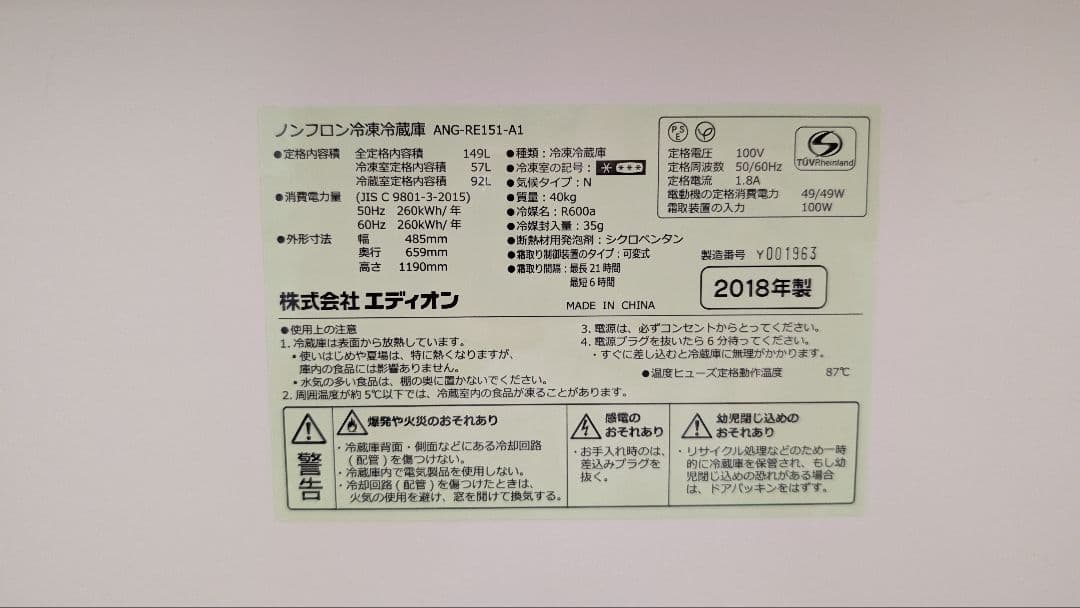 ノンフロン冷凍冷蔵庫 ANG-RE151-A1
●定格内容積 全定格内容積 149L
冷凍室定格内容積 57L
冷蔵室定格内容積 92L
●消費電力量 (JIS C 9801-3-2015)
50Hz 260kWh/年
60Hz 260kWh/年
●外形寸法 幅 485mm
奥行 659mm
高さ 1190mm
株式会社 エディオン
●種類:冷凍冷蔵庫
●冷凍室の記号:
●気候タイプ:N
●質量:40kg
●冷媒名:R600a
●冷媒封入量:35g
●断熱材用発泡剤:シクロペンタン
●霜取り制御装置のタイプ:可変式
●霜取り間隔:最長21時間
最短6時間
MADE IN CHINA
PSE
定格電圧 100V
定格周波数 50/60Hz
定格電流 1.8A
電動機の定格消費電力 49/49W
霜取装置の入力 100W
TÜVRheinland
製造番号 Y001963
2018年製
●使用上の注意
1. 冷蔵庫は表面から放熱しています。
・使いはじめや夏場は、特に熱くなりますが、
庫内の食品には影響ありません。
・水気の多い食品は、棚の奥に置かないでください。
2. 周囲温度が約5℃以下では、冷蔵室内の食品が凍ることがあります。
3. 電源は、必ずコンセントからとってください。
4. 電源プラグを抜いたら6分待ってください。
・すぐに差し込むと冷蔵庫に無理がかかります。
●温度ヒューズ定格動作温度 87℃
警告
爆発や火災のおそれあり
・冷蔵庫背面・側面などにある冷却回路
(配管)を傷つけない。
・冷蔵庫内で電気製品を使用しない。
・冷却回路(配管)を傷つけたときは、
火気の使用を避け、窓を開けて換気する。
感電の
おそれあり
・お手入れ時のは、
差込みプラグを
抜く。
幼児閉じ込めの
おそれあり
・リサイクル処理などのため一時
的に冷蔵庫を保管され、もし幼
児閉じ込めの恐れがある場合
は、ドアパッキンをはずす。